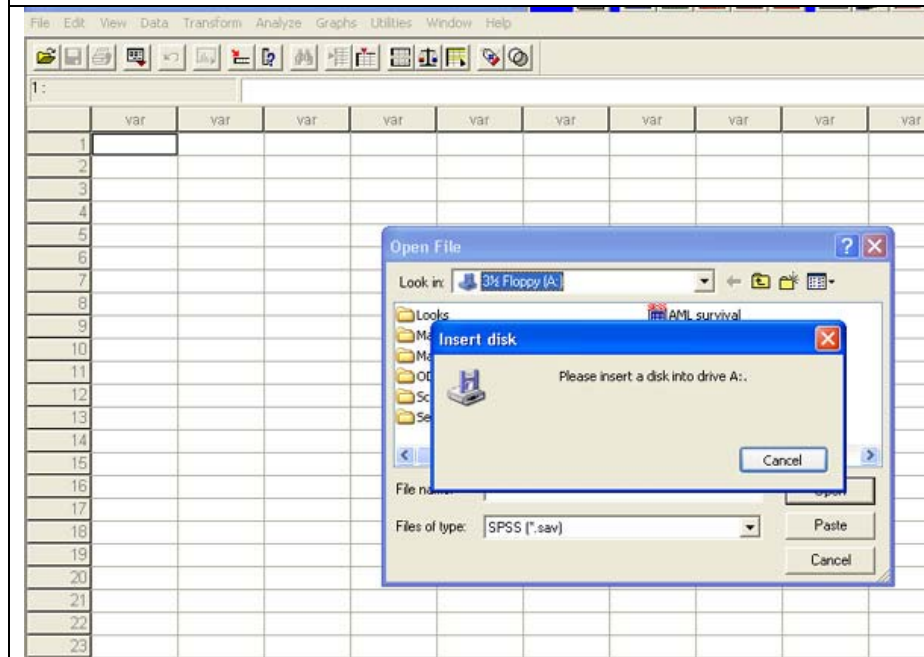 File Edit View Data Transform Analyze Graphs Utilities Window Help
1 :
var var var var var var var var var var
1
2
3
4
5
6
7
8
9
10
11
12
13
14
15
16
17
18
19
20
21
22
23
Open File
Look in: 3½ Floppy (A:)
Looks AML survival
Insert disk
Please insert a disk into drive A:.
Cancel
File name:
Open
Files of type: SPSS (*.sav)
Paste
Cancel